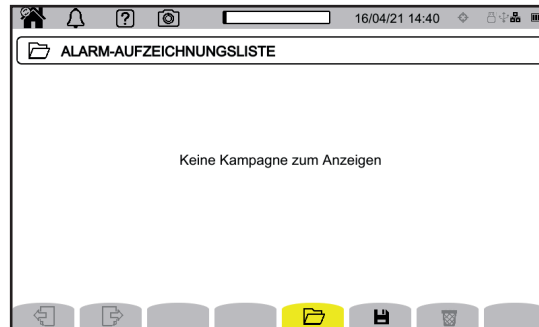 16/04/21 14:40
ALARM-AUFZEICHNUNGSLISTE
Keine Kampagne zum Anzeigen